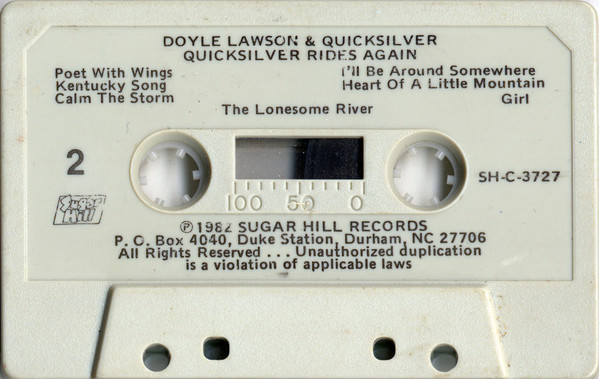 DOYLE LAWSON & QUICKSILVER
QUICKSILVER RIDES AGAIN
Poet With Wings
Kentucky Song
Calm The Storm
I'll Be Around Somewhere
Heart Of A Little Mountain
Girl
The Lonesome River
2
SH-C-3727
Sugar
Hill
100 50 0
℗ 1982 SUGAR HILL RECORDS
P. O. Box 4040, Duke Station, Durham, NC 27706
All Rights Reserved . . . Unauthorized duplication
is a violation of applicable laws